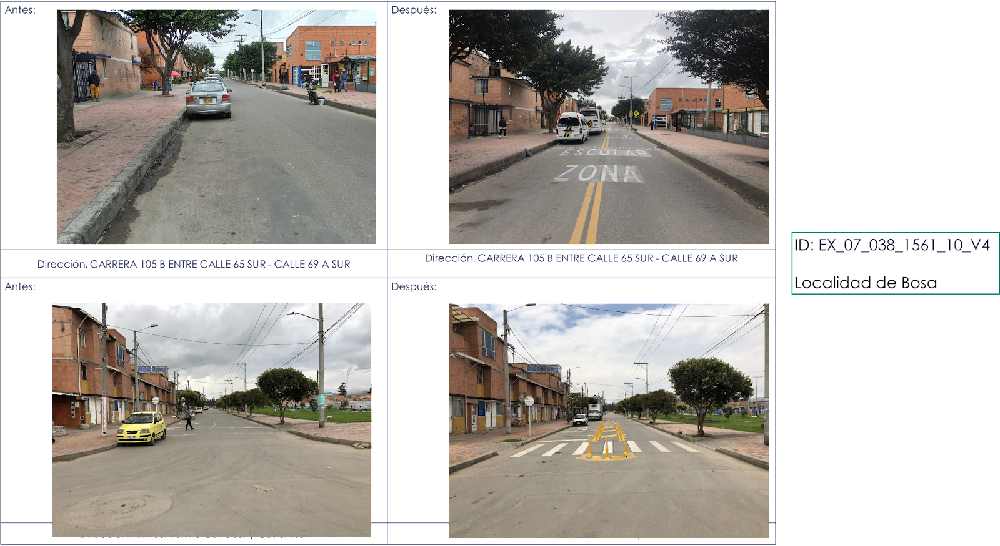 Antes:
Después:
ESCOLAR
ZONA
Dirección. CARRERA 105 B ENTRE CALLE 65 SUR - CALLE 69 A SUR
Dirección. CARRERA 105 B ENTRE CALLE 65 SUR - CALLE 69 A SUR
ID: EX_07_038_1561_10_V4
Localidad de Bosa
Antes:
Después: